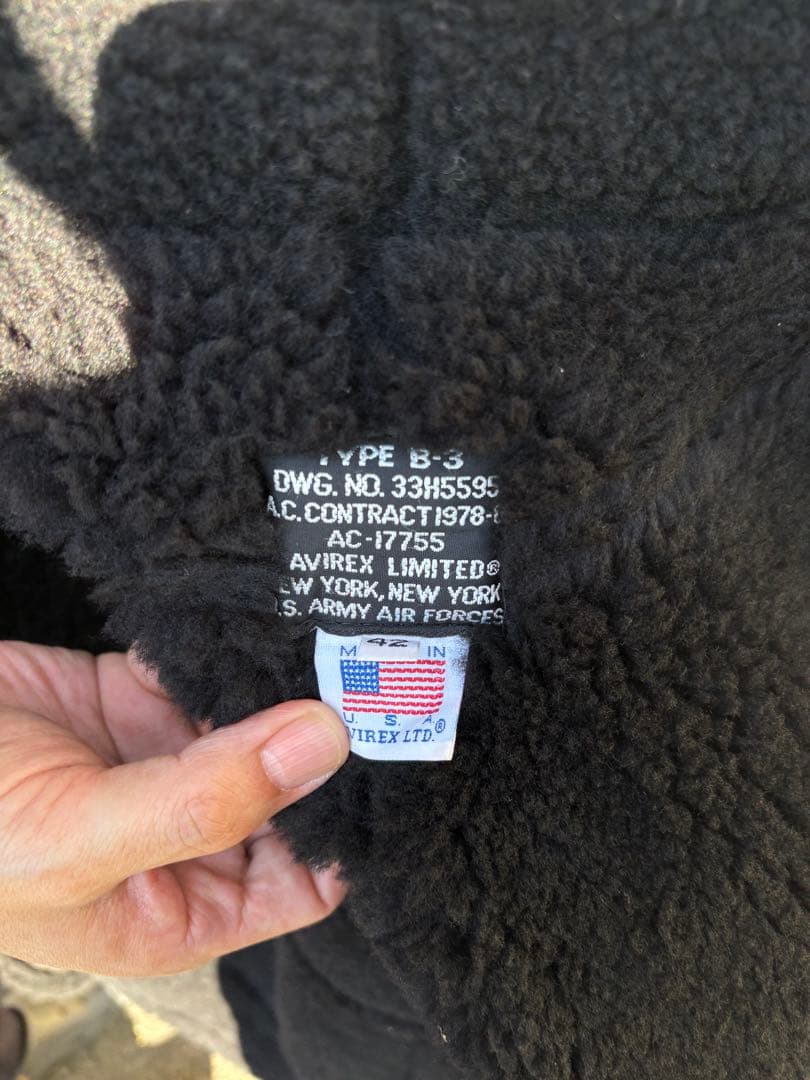 TYPE B-3
DWG. NO. 33H5595
A.C. CONTRACT 1978-
AC-17755
AVIREX LIMITED®
EW YORK, NEW YORK
.S. ARMY AIR FORCES
42
M IN
U. S. A.
VIREX LTD.®